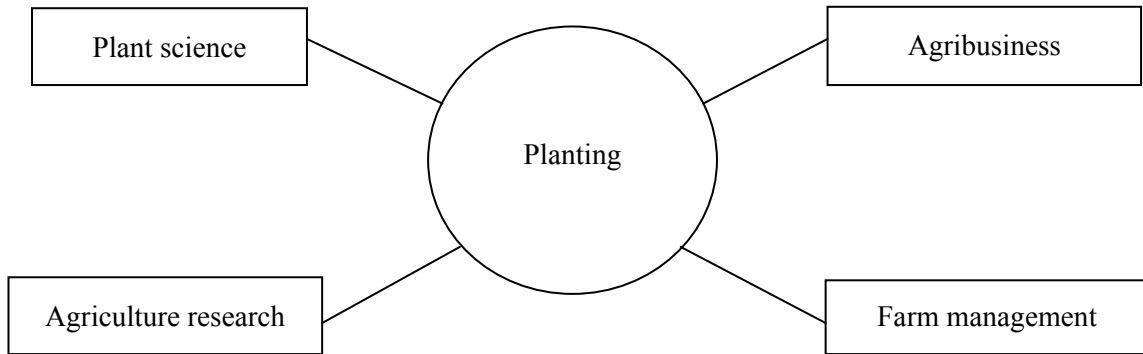 Plant science
Agribusiness
Planting
Agriculture research
Farm management